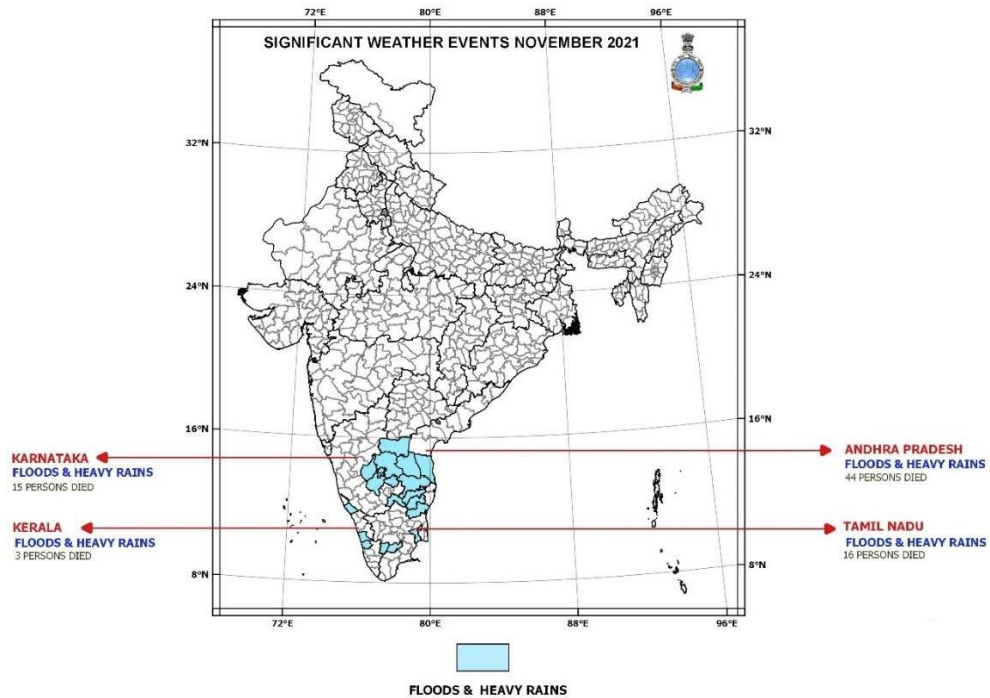 72°E 80°E 88°E 96°E
SIGNIFICANT WEATHER EVENTS NOVEMBER 2021
32°N 32°N
24°N 24°N
16°N 16°N
KARNATAKA
FLOODS & HEAVY RAINS
15 PERSONS DIED
ANDHRA PRADESH
FLOODS & HEAVY RAINS
44 PERSONS DIED
KERALA
FLOODS & HEAVY RAINS
3 PERSONS DIED
TAMIL NADU
FLOODS & HEAVY RAINS
16 PERSONS DIED
8°N 8°N
72°E 80°E 88°E 96°E
FLOODS & HEAVY RAINS